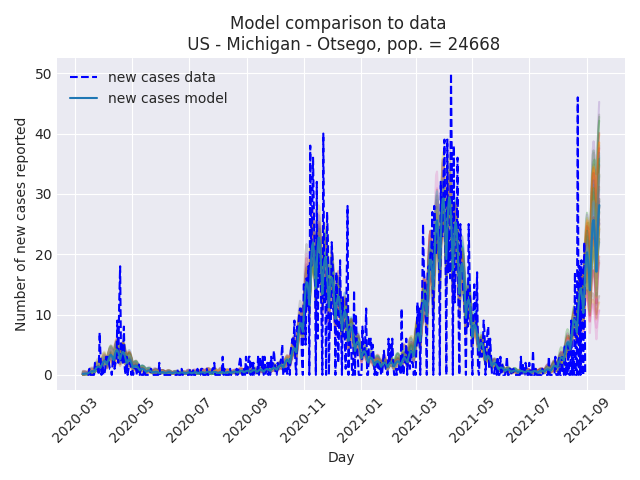 Model comparison to data
US - Michigan - Otsego, pop. = 24668
new cases data
new cases model
Number of new cases reported
50
40
30
20
10
0
2020-03
2020-05
2020-07
2020-09
2020-11
2021-01
2021-03
2021-05
2021-07
2021-09
Day